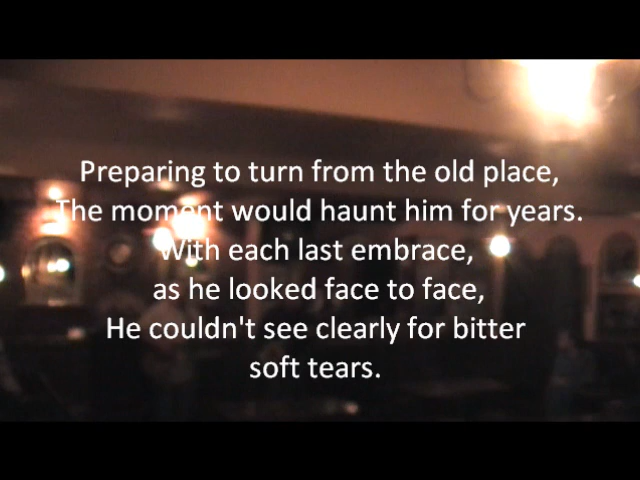 Preparing to turn from the old place,
The moment would haunt him for years.
With each last embrace,
as he looked face to face,
He couldn't see clearly for bitter
soft tears.